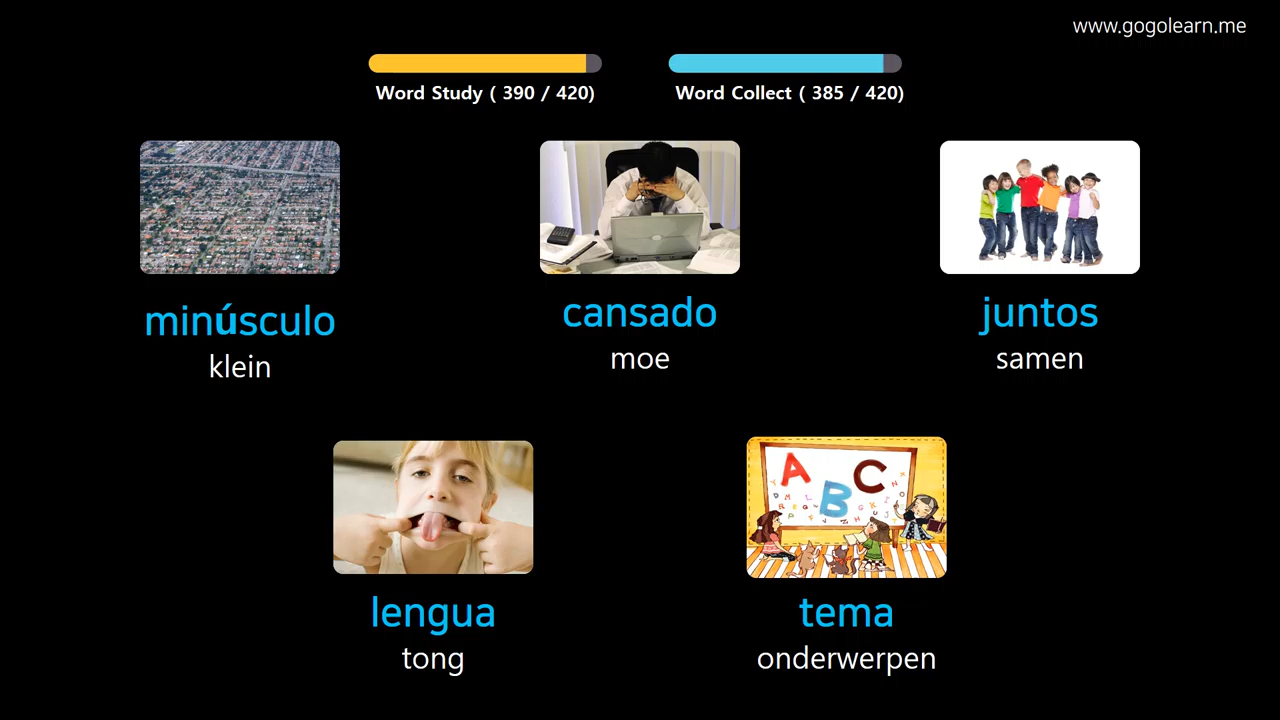 www.gogolearn.me
Word Study ( 390 / 420)
Word Collect ( 385 / 420)
minúsculo
klein
cansado
moe
juntos
samen
lengua
tong
A B C
tema
onderwerpen